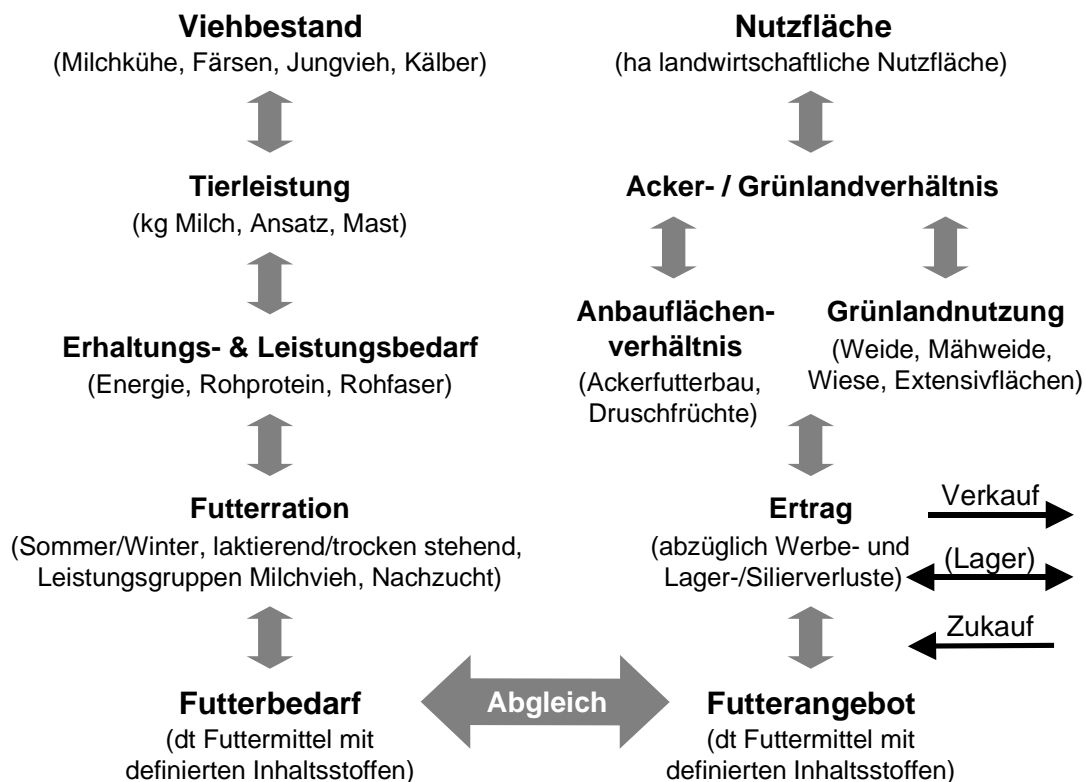 Viehbestand
(Milchkühe, Färsen, Jungvieh, Kälber)
Tierleistung
(kg Milch, Ansatz, Mast)
Erhaltungs- & Leistungsbedarf
(Energie, Rohprotein, Rohfaser)
Futterration
(Sommer/Winter, laktierend/trocken stehend,
Leistungsgruppen Milchvieh, Nachzucht)
Futterbedarf
(dt Futtermittel mit
definierten Inhaltsstoffen)
Abgleich
Nutzfläche
(ha landwirtschaftliche Nutzfläche)
Acker- / Grünlandverhältnis
Anbauflächen-
verhältnis
(Ackerfutterbau,
Druschfrüchte)
Grünlandnutzung
(Weide, Mähweide,
Wiese, Extensivflächen)
Ertrag
(abzüglich Werbe- und
Lager-/Silierverluste)
Verkauf
(Lager)
Zukauf
Futterangebot
(dt Futtermittel mit
definierten Inhaltsstoffen)